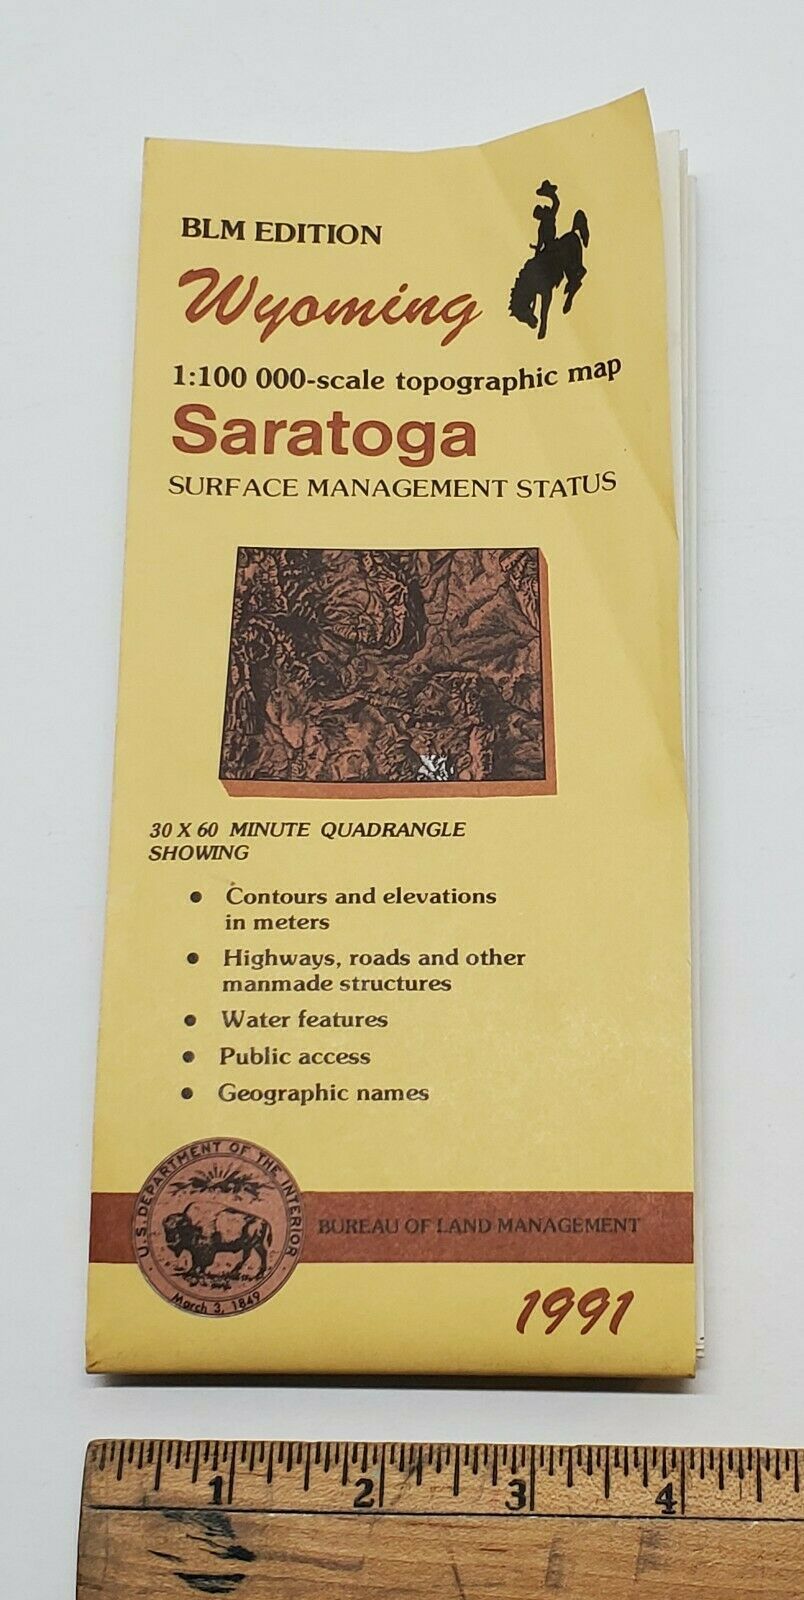 BLM EDITION
Wyoming
1:100 000-scale topographic map
Saratoga
SURFACE MANAGEMENT STATUS
30 X 60 MINUTE QUADRANGLE
SHOWING
• Contours and elevations
in meters
• Highways, roads and other
manmade structures
• Water features
• Public access
• Geographic names
U.S. DEPARTMENT OF THE INTERIOR
March 3, 1849
BUREAU OF LAND MANAGEMENT
1991
1 2 3 4